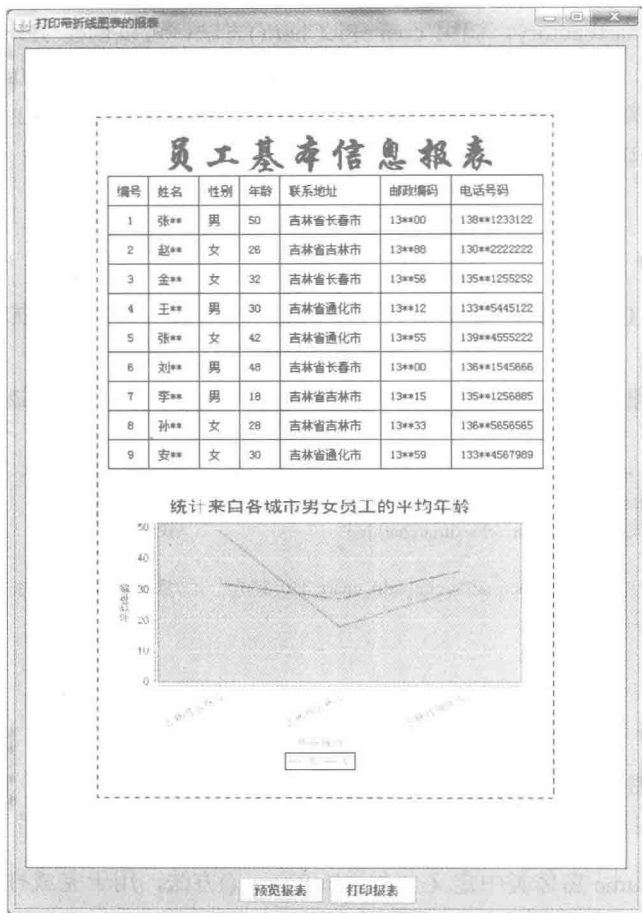 打印带折线图表的报表
员工基本信息报表
编号 姓名 性别 年龄 联系地址 邮政编码 电话号码
1 张** 男 50 吉林省长春市 13**00 138**1233122
2 赵** 女 26 吉林省吉林市 13**88 130**2222222
3 金** 女 32 吉林省长春市 13**56 135**1255252
4 王** 男 30 吉林省通化市 13**12 133**5445122
5 张** 女 42 吉林省通化市 13**55 139**4555222
6 刘** 男 48 吉林省长春市 13**00 136**1545866
7 李** 男 18 吉林省吉林市 13**15 135**1256885
8 孙** 女 28 吉林省吉林市 13**33 136**5656565
9 安** 女 30 吉林省通化市 13**59 133**4567989
统计来自各城市男女员工的平均年龄
50
40
30
20
10
0
平均年龄
预览报表 打印报表